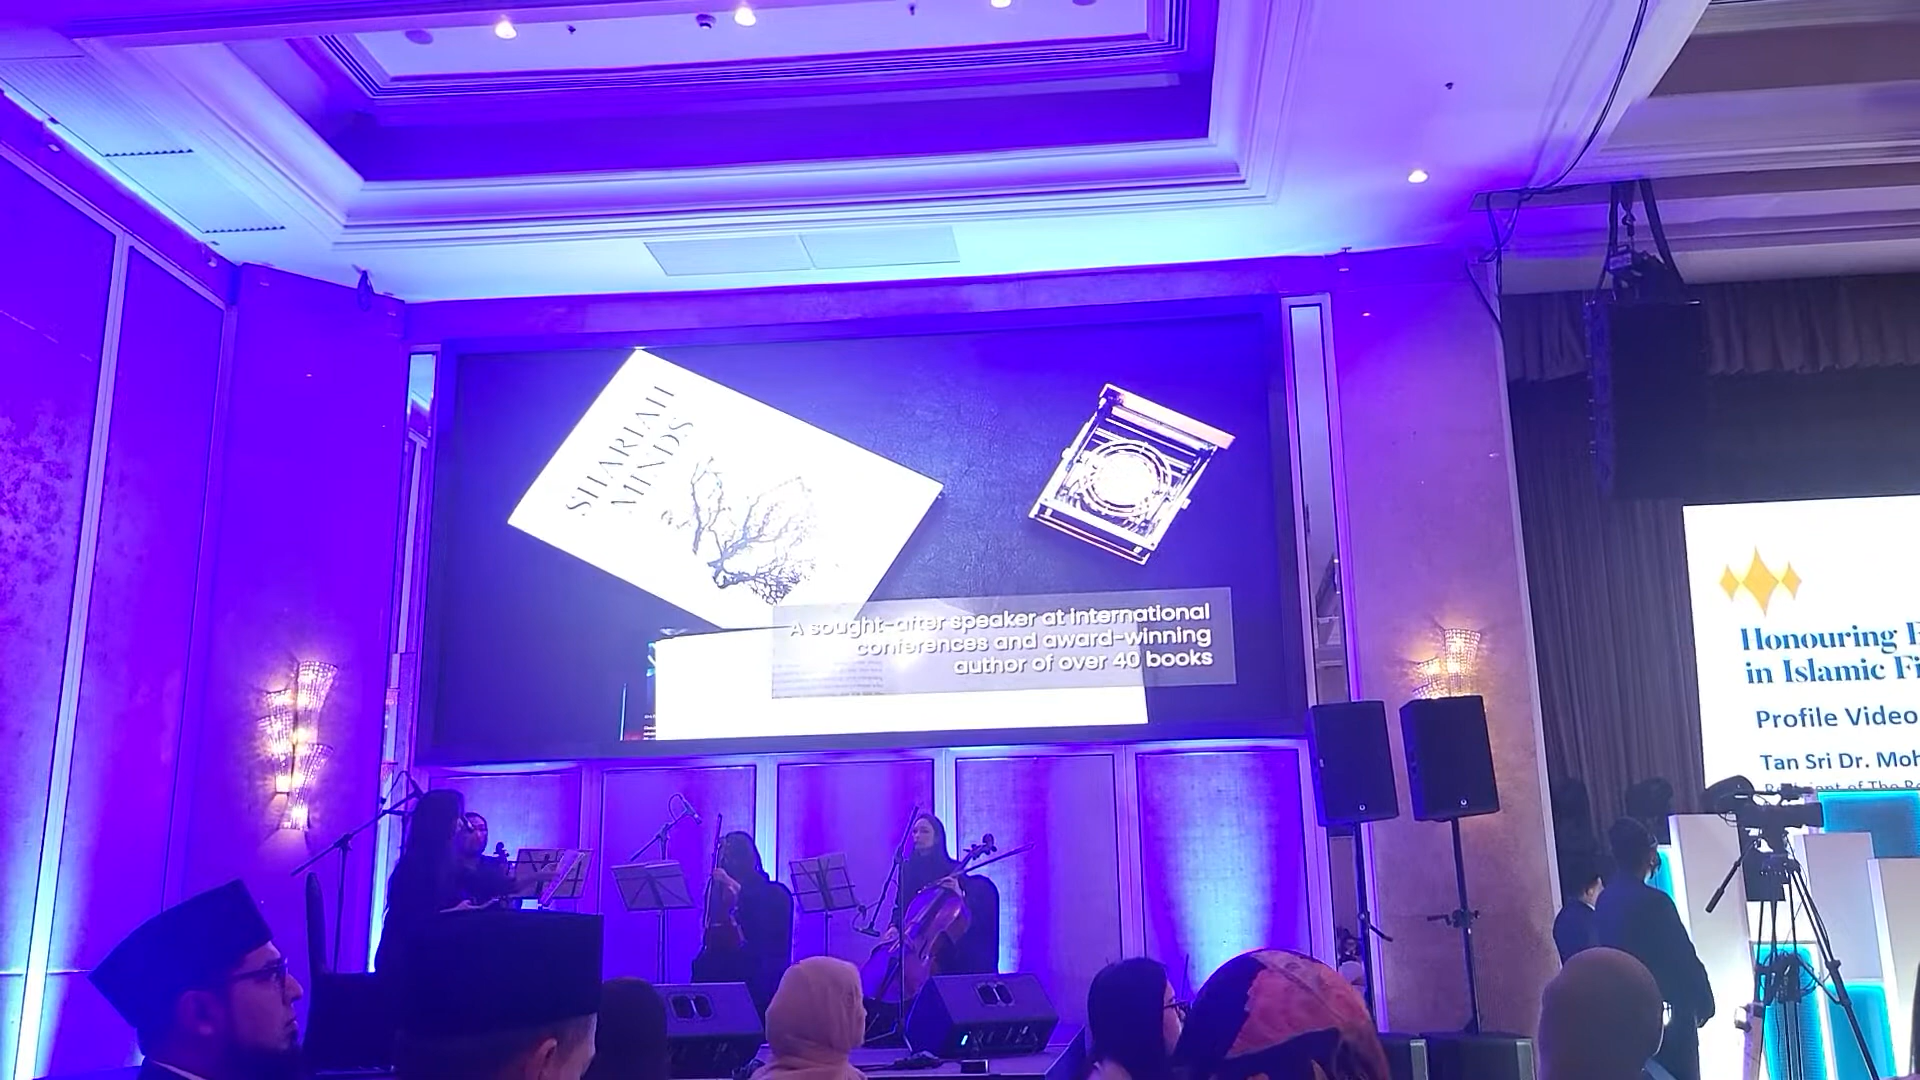 SHARIAH
MINDS
A sought-after speaker at international
conferences and award-winning
author of over 40 books
Honouring
in Islamic
Profile Video
Tan Sri Dr.